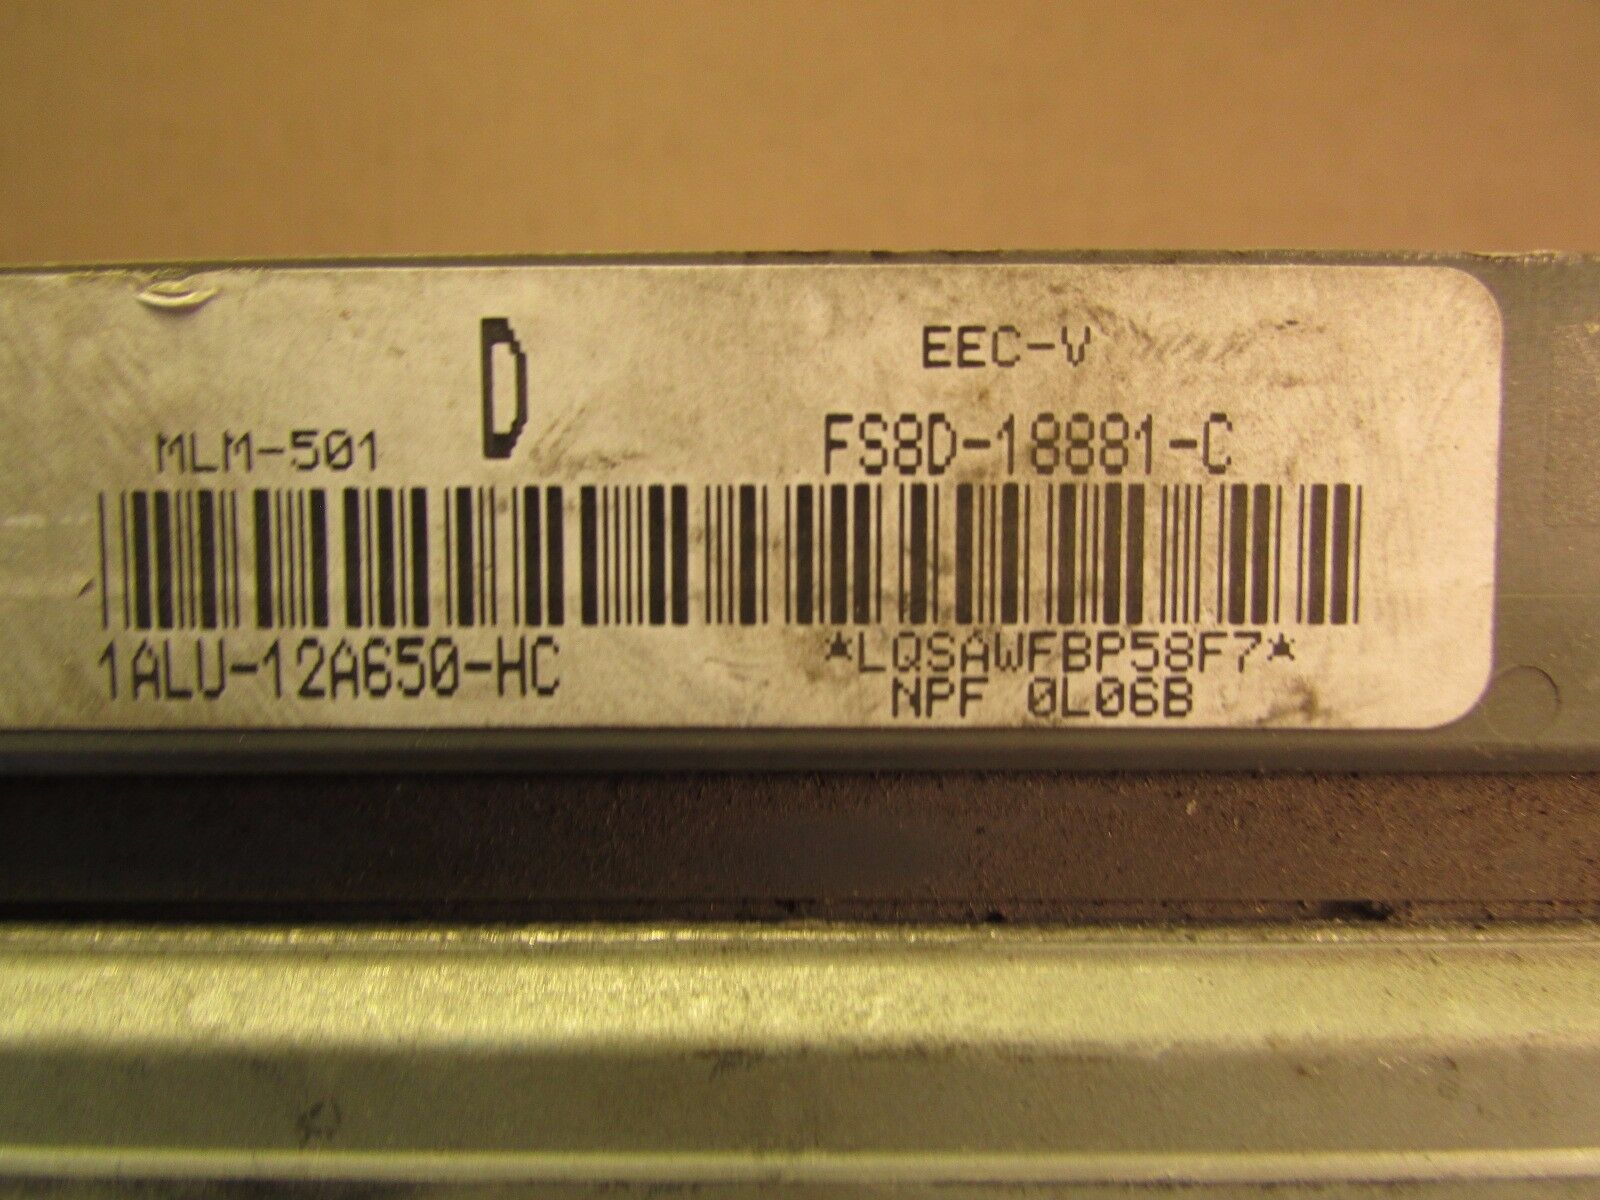 D
EEC-V
MLM-501
FS8D-18881-C
1ALU-12A650-HC
*LQSAWFBP58F7*
NPF 0L06B